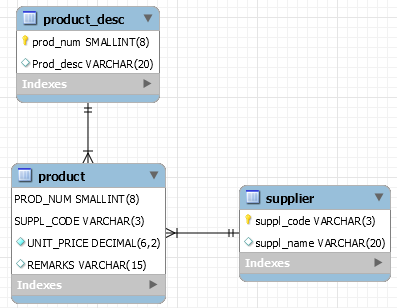 product_desc
prod_num SMALLINT(8)
Prod_desc VARCHAR(20)
Indexes
product
PROD_NUM SMALLINT(8)
SUPPL_CODE VARCHAR(3)
UNIT_PRICE DECIMAL(6,2)
REMARKS VARCHAR(15)
Indexes
supplier
suppl_code VARCHAR(3)
suppl_name VARCHAR(20)
Indexes